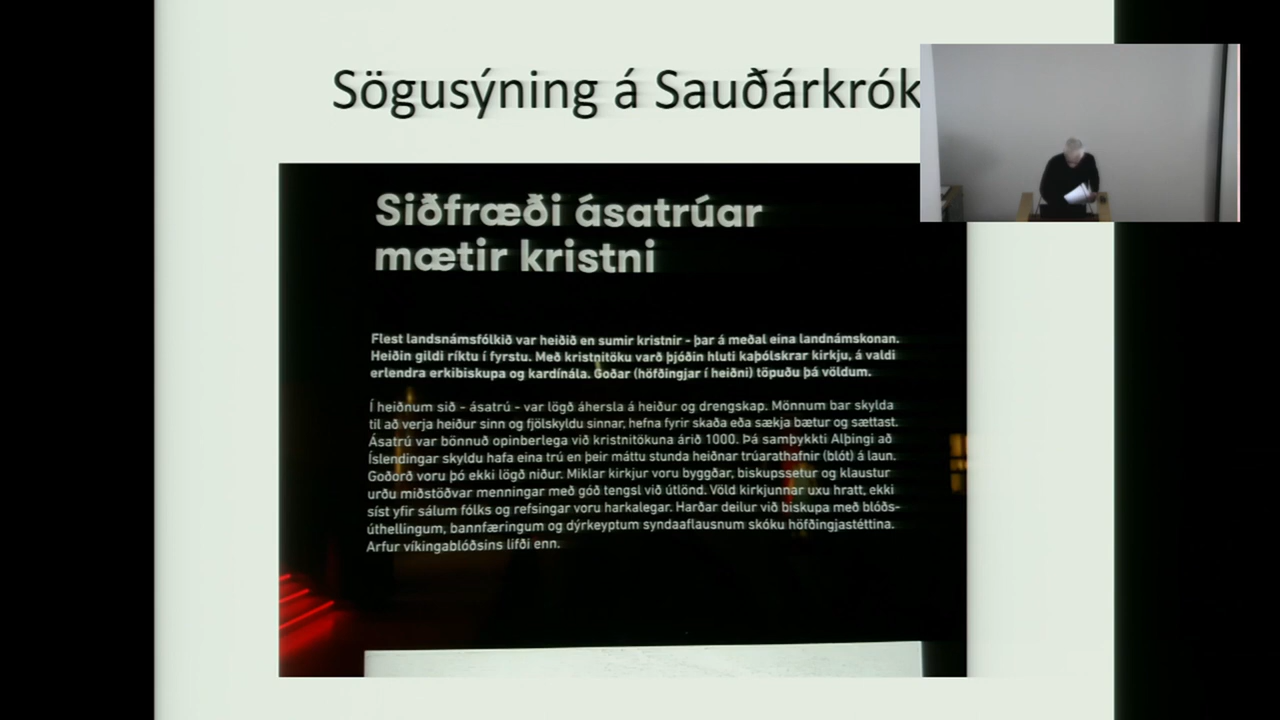 Sögusýning á Sauðárkrók
Siðfræði ásatrúar
mætir kristni
Flest landsnámsfólkið var heiðið en sumir kristnir - þar á meðal eina landnámskonan.
Heiðin gildi ríktu í fyrstu. Með kristnitöku varð þjóðin hluti kaþólskrar kirkju, á valdi
erlendra erkibiskupa og kardínála. Goðar (höfðingjar í heiðni) töpuðu þá völdum.
Í heiðnum sið - ásatrú - var lögð áhersla á heiður og drengskap. Mönnum bar skylda
til að verja heiður sinn og fjölskyldu sinnar, hefna fyrir skaða eða sækja bætur og sættast.
Ásatrú var bönnuð opinberlega við kristnitökuna árið 1000. Þá samþykkti Alþingi að
Íslendingar skyldu hafa eina trú en þeir máttu stunda heiðnar trúarathafnir (blót) á laun.
Goðorð voru þó ekki lögð niður. Miklar kirkjur voru byggðar, biskupssetur og klaustur
urðu miðstöðvar menningar með góð tengsl við útlönd. Völd kirkjunnar uxu hratt, ekki
síst yfir sálum fólks og refsingar voru harkalegar. Harðar deilur við biskupa með blóðs-
úthellingum, bannfæringum og dýrkeyptum syndaaflausnum skóku höfðingjastéttina.
Arfur víkingablóðsins lifði enn.